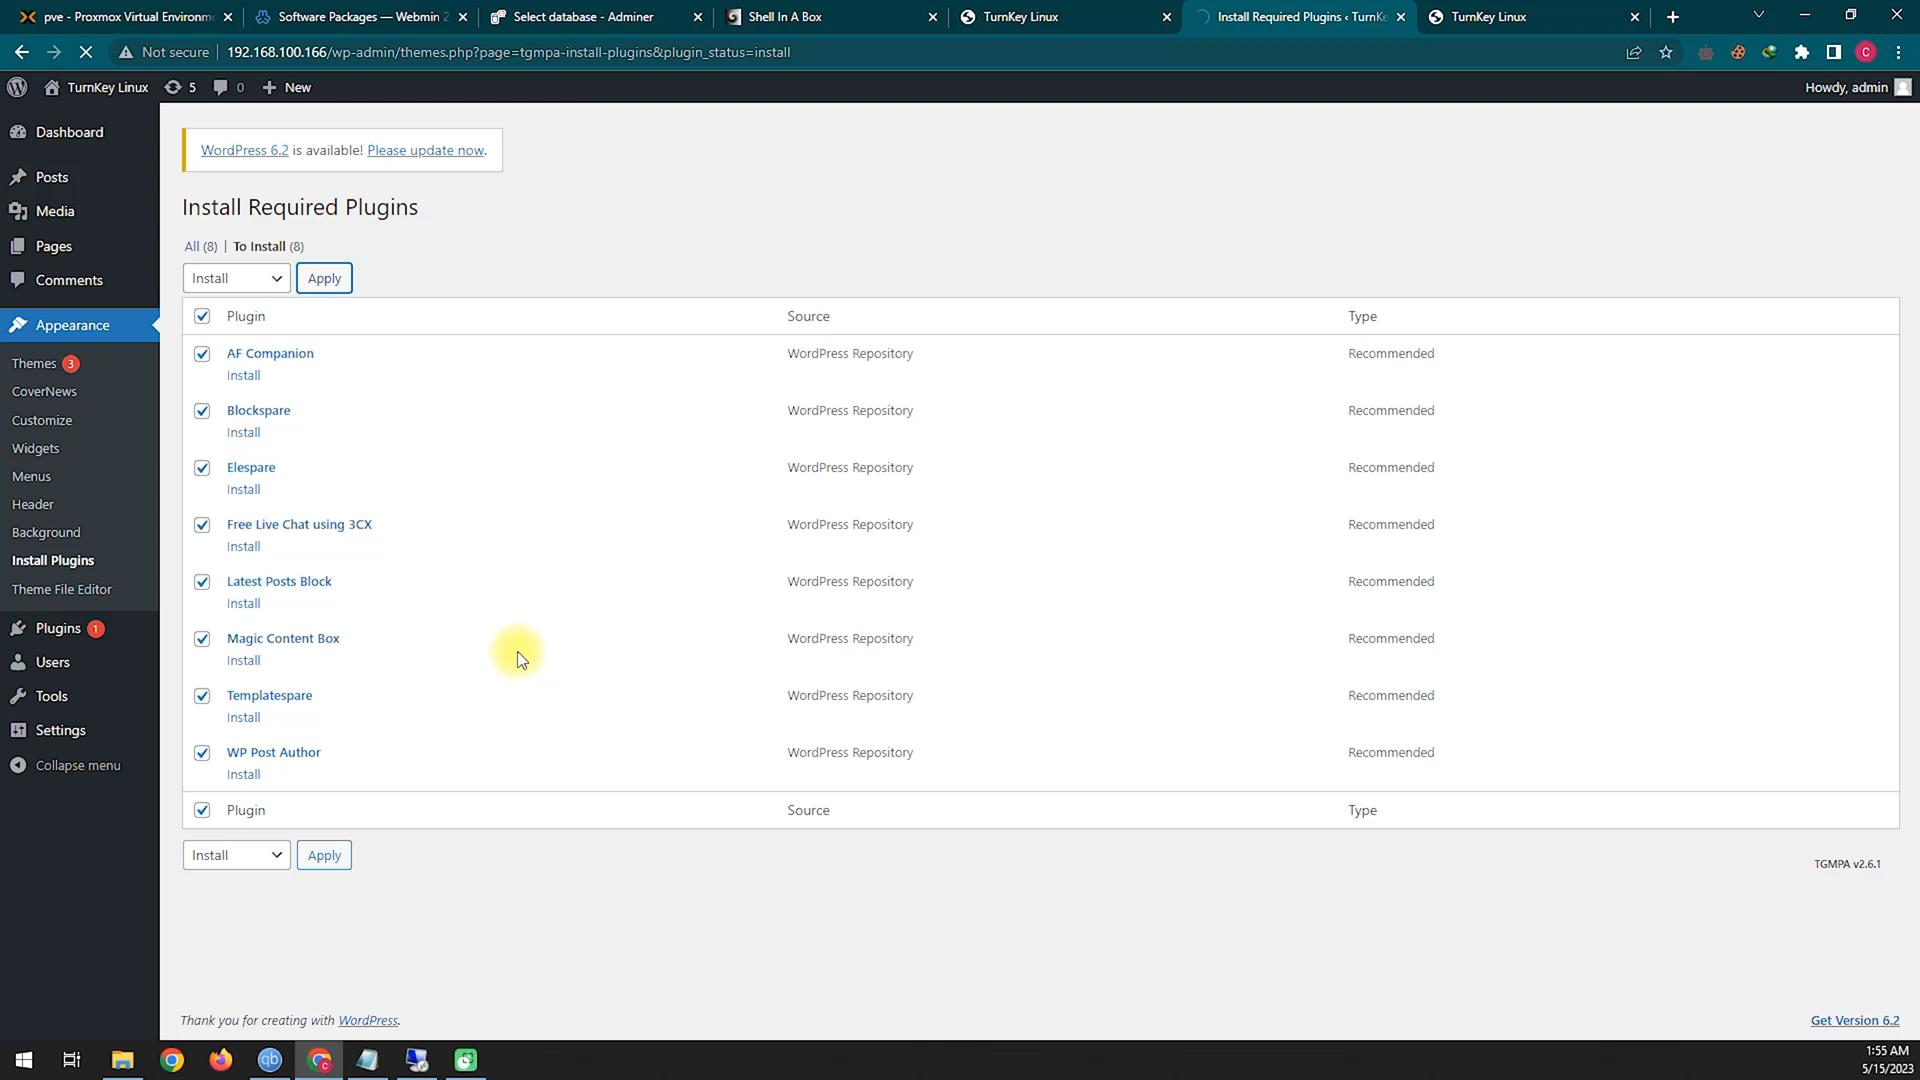 pve - Proxmox Virtual Environm
Software Packages — Webmin 2
Select database - Adminer
Shell In A Box
TurnKey Linux
Install Required Plugins ‹ TurnKe
TurnKey Linux
Not secure
192.168.100.166/wp-admin/themes.php?page=tgmpa-install-plugins&plugin_status=install
C
TurnKey Linux
5
0
New
Howdy, admin
Dashboard
Posts
Media
Pages
Comments
Appearance
Themes 3
CoverNews
Customize
Widgets
Menus
Header
Background
Install Plugins
Theme File Editor
Plugins 1
Users
Tools
Settings
Collapse menu
WordPress 6.2 is available! Please update now.
Install Required Plugins
All (8) | To Install (8)
Install
Apply
Plugin Source Type
AF Companion WordPress Repository Recommended
Install
Blockspare WordPress Repository Recommended
Install
Elespare WordPress Repository Recommended
Install
Free Live Chat using 3CX WordPress Repository Recommended
Install
Latest Posts Block WordPress Repository Recommended
Install
Magic Content Box WordPress Repository Recommended
Install
Templatespare WordPress Repository Recommended
Install
WP Post Author WordPress Repository Recommended
Install
Plugin Source Type
Install
Apply
TGMPA v2.6.1
Thank you for creating with WordPress.
Get Version 6.2
qb
C
1:55 AM
5/15/2023